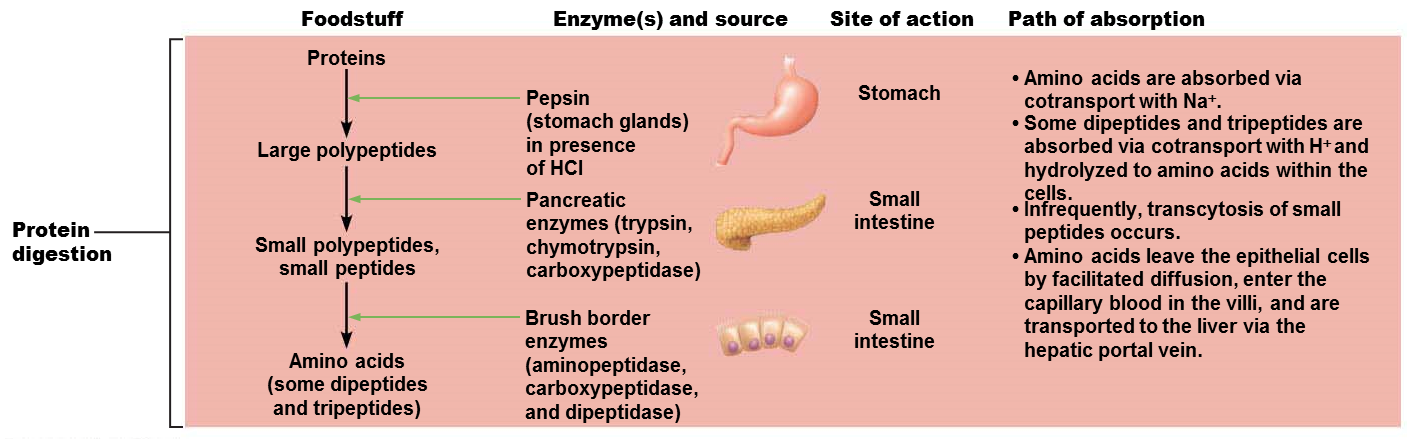 Foodstuff
Enzyme(s) and source
Site of action
Path of absorption
Protein
digestion
Proteins
Large polypeptides
Small polypeptides,
small peptides
Amino acids
(some dipeptides
and tripeptides)
Pepsin
(stomach glands)
in presence
of HCl
Pancreatic
enzymes (trypsin,
chymotrypsin,
carboxypeptidase)
Brush border
enzymes
(aminopeptidase,
carboxypeptidase,
and dipeptidase)
Stomach
Small
intestine
Small
intestine
• Amino acids are absorbed via
cotransport with Na⁺.
• Some dipeptides and tripeptides are
absorbed via cotransport with H⁺ and
hydrolyzed to amino acids within the
cells.
• Infrequently, transcytosis of small
peptides occurs.
• Amino acids leave the epithelial cells
by facilitated diffusion, enter the
capillary blood in the villi, and are
transported to the liver via the
hepatic portal vein.